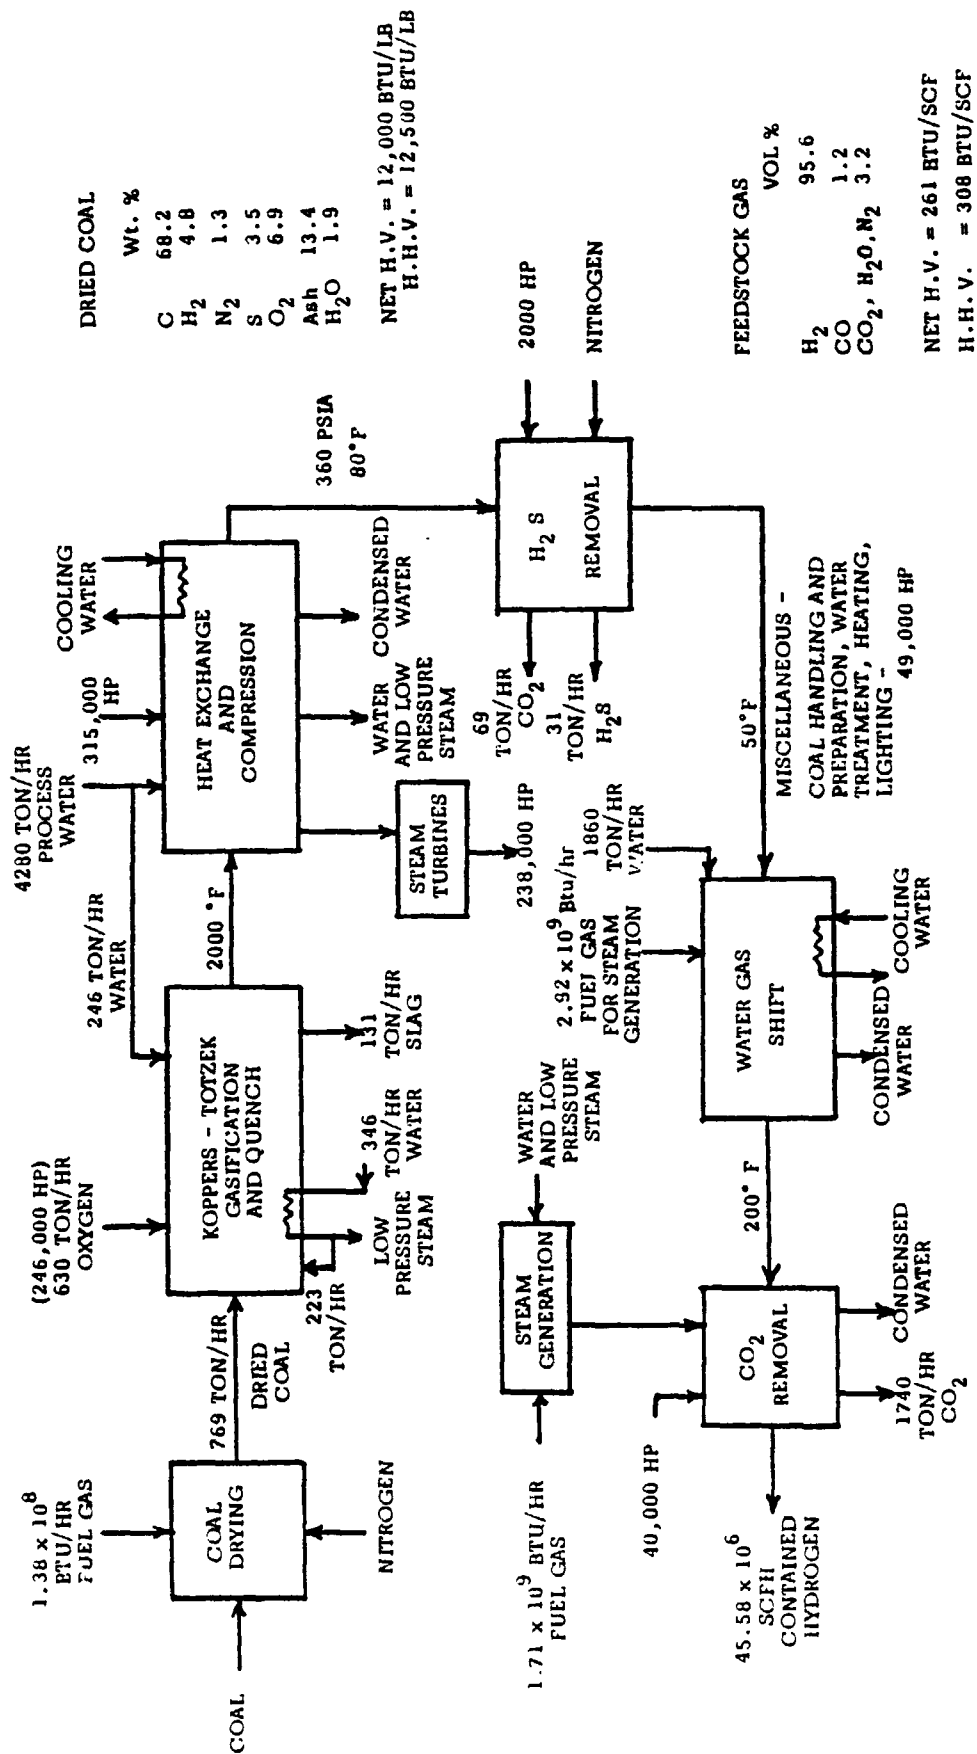 COAL
1.38 x 10⁸
BTU/HR
FUEL GAS
COAL
DRYING
NITROGEN
769 TON/HR
DRIED
COAL
(246,000 HP)
630 TON/HR
OXYGEN
KOPPERS - TOTZEK
GASIFICATION
AND QUENCH
223
TON/HR
LOW
PRESSURE
STEAM
346
TON/HR
WATER
131
TON/HR
SLAG
246 TON/HR
WATER
2000 °F
4280 TON/HR
PROCESS
WATER
315,000
HP
COOLING
WATER
HEAT EXCHANGE
AND
COMPRESSION
STEAM
TURBINES
238,000 HP
WATER
AND LOW
PRESSURE
STEAM
CONDENSED
WATER
360 PSIA
80°F
H₂S
REMOVAL
2000 HP
NITROGEN
69
TON/HR
CO₂
31
TON/HR
H₂S
50°F
1860
TON/HR
WATER
2.92 x 10⁹ Btu/hr
FUEL GAS
FOR STEAM
GENERATION
WATER GAS
SHIFT
CONDENSED
WATER
COOLING
WATER
200° F
WATER
AND LOW
PRESSURE
STEAM
STEAM
GENERATION
1.71 x 10⁹ BTU/HR
FUEL GAS
40,000 HP
CO₂
REMOVAL
45.58 x 10⁶
SCFH
CONTAINED
HYDROGEN
1740
TON/HR
CO₂
CONDENSED
WATER
MISCELLANEOUS -
COAL HANDLING AND
PREPARATION, WATER
TREATMENT, HEATING,
LIGHTING -
49,000 HP
DRIED COAL
Wt. %
C 68.2
H₂ 4.8
N₂ 1.3
S 3.5
O₂ 6.9
Ash 13.4
H₂O 1.9
NET H.V. = 12,000 BTU/LB
H.H.V. = 12,500 BTU/LB
FEEDSTOCK GAS
VOL %
H₂ 95.6
CO 1.2
CO₂, H₂O, N₂ 3.2
NET H.V. = 261 BTU/SCF
H.H.V. = 308 BTU/SCF